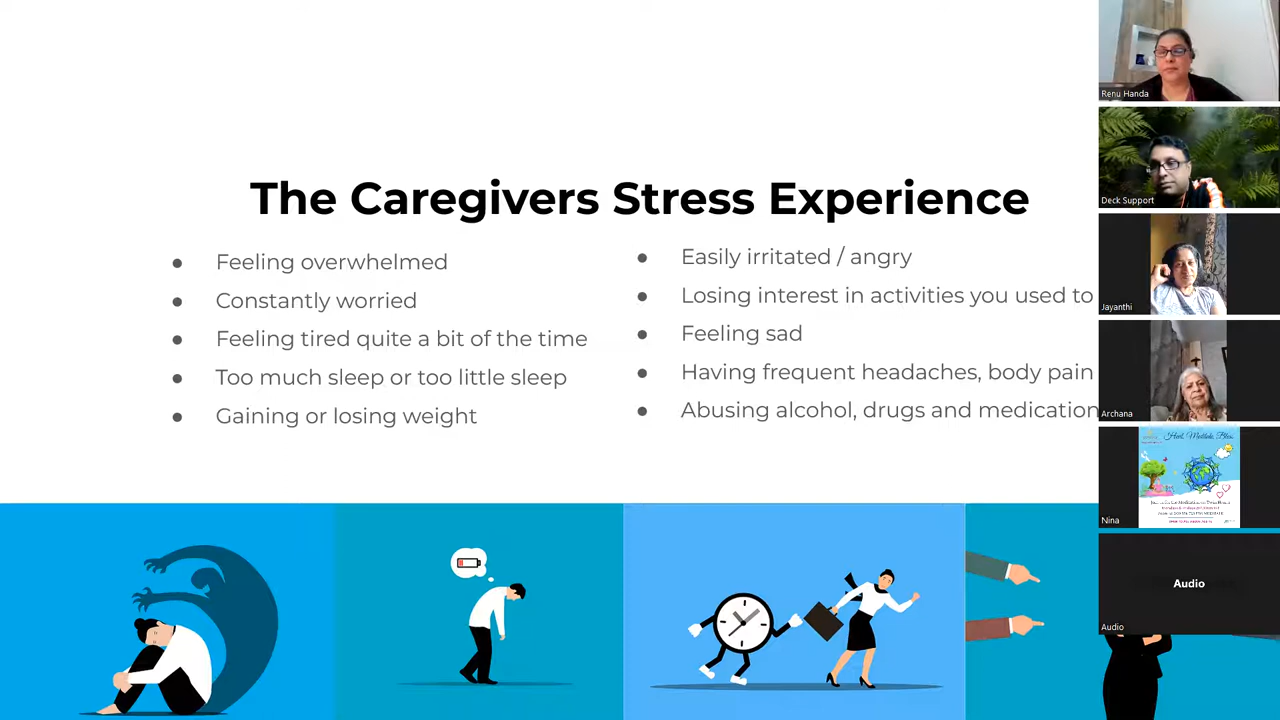 The Caregivers Stress Experience
Feeling overwhelmed
Constantly worried
Feeling tired quite a bit of the time
Too much sleep or too little sleep
Gaining or losing weight
Easily irritated / angry
Losing interest in activities you used to
Feeling sad
Having frequent headaches, body pain
Abusing alcohol, drugs and medication
Renu Handa
Deck Support
Jayanthi
Archana
Heal, Meditate, Bless
Nina
Audio
Audio